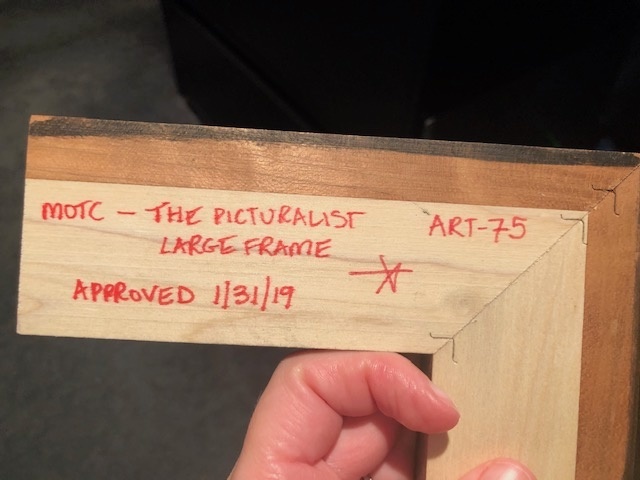 MOTC – THE PICTURALIST
LARGE FRAME
ART-75
APPROVED 1/31/19